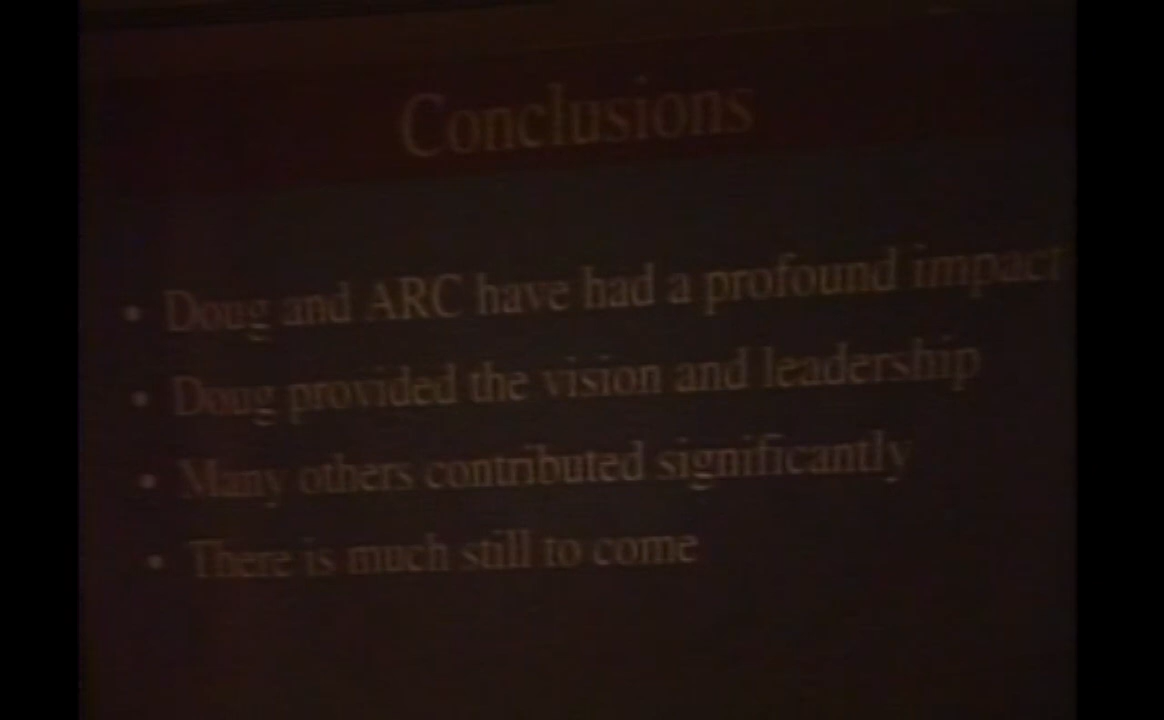 Conclusions
• Doug and ARC have had a profound impact
• Doug provided the vision and leadership
• Many others contributed significantly
• There is much still to come